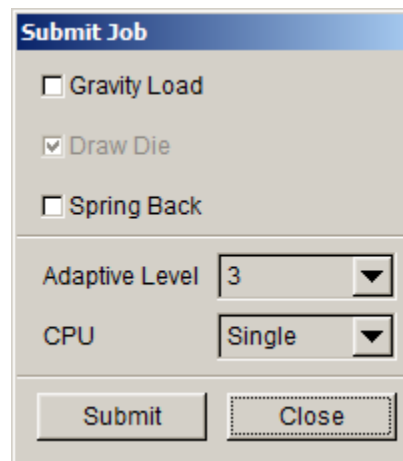 Submit Job
Gravity Load
Draw Die
Spring Back
Adaptive Level 3
CPU Single
Submit Close